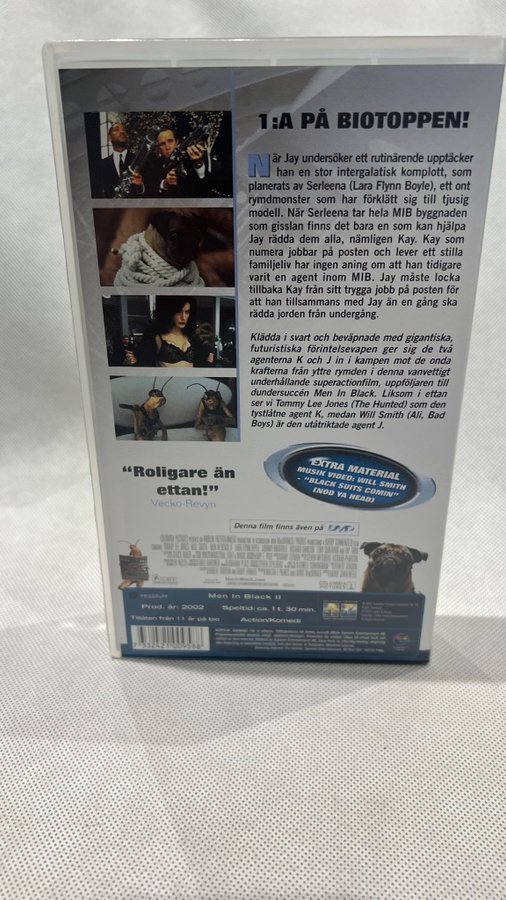 1:A PÅ BIOTOPPEN!
När Jay undersöker ett rutinärende upptäcker
han en stor intergalatisk komplott, som
planerats av Serleena (Lara Flynn Boyle), ett ont
rymdmonster som har förklätt sig till tjusig
modell. När Serleena tar hela MIB byggnaden
som gisslan finns det bara en som kan hjälpa
Jay rädda dem alla, nämligen Kay. Kay som
numera jobbar på posten och lever ett stilla
familjeliv har ingen aning om att han tidigare
varit en agent inom MIB. Jay måste locka
tillbaka Kay från sitt trygga jobb på posten för
att han tillsammans med Jay än en gång ska
rädda jorden från undergång.
Klädda i svart och beväpnade med gigantiska,
futuristiska förintelsevapen ger sig de två
agenterna K och J in i kampen mot de onda
krafterna från yttre rymden i denna vanvettigt
underhållande superactionfilm, uppföljaren till
dundersuccén Men In Black. Liksom i ettan
ser vi Tommy Lee Jones (The Hunted) som den
tystlåtne agent K, medan Will Smith (Ali, Bad
Boys) är den utåtriktade agent J.
"Roligare än
ettan!"
Vecko-Revyn
EXTRA MATERIAL
MUSIK VIDEO: WILL SMITH
- "BLACK SUITS COMIN"
(NOD YA HEAD)
Denna film finns även på DVD
Men In Black II
Prod. år: 2002 Speltid: ca. 1 t. 30 min.
Tillåten från 11 år på bio Action/Komedi